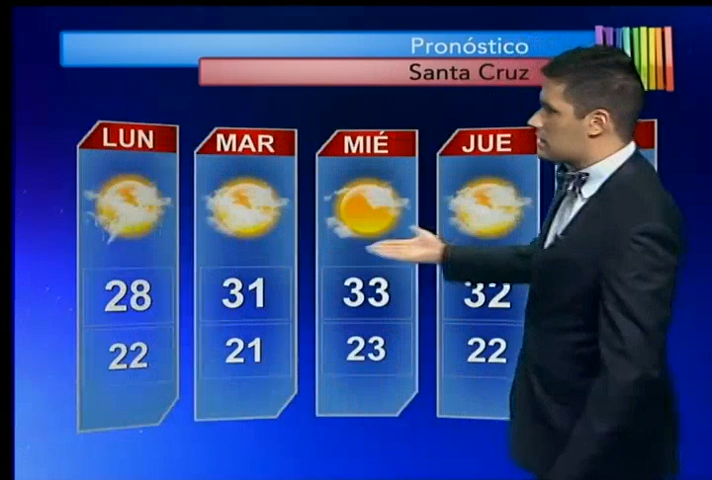 Pronóstico
Santa Cruz
LUN
MAR
MIÉ
JUE
28
31
33
32
22
21
23
22